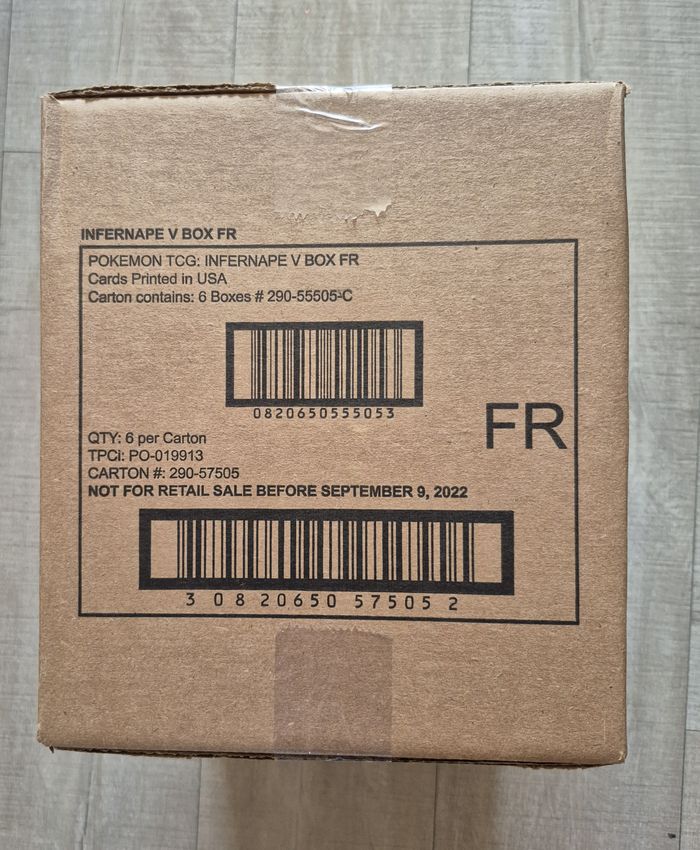 INFERNAPE V BOX FR
POKEMON TCG: INFERNAPE V BOX FR
Cards Printed in USA
Carton contains: 6 Boxes # 290-55505-C
0820650555053
FR
QTY: 6 per Carton
TPCi: PO-019913
CARTON #: 290-57505
NOT FOR RETAIL SALE BEFORE SEPTEMBER 9, 2022
3 0820650 57505 2